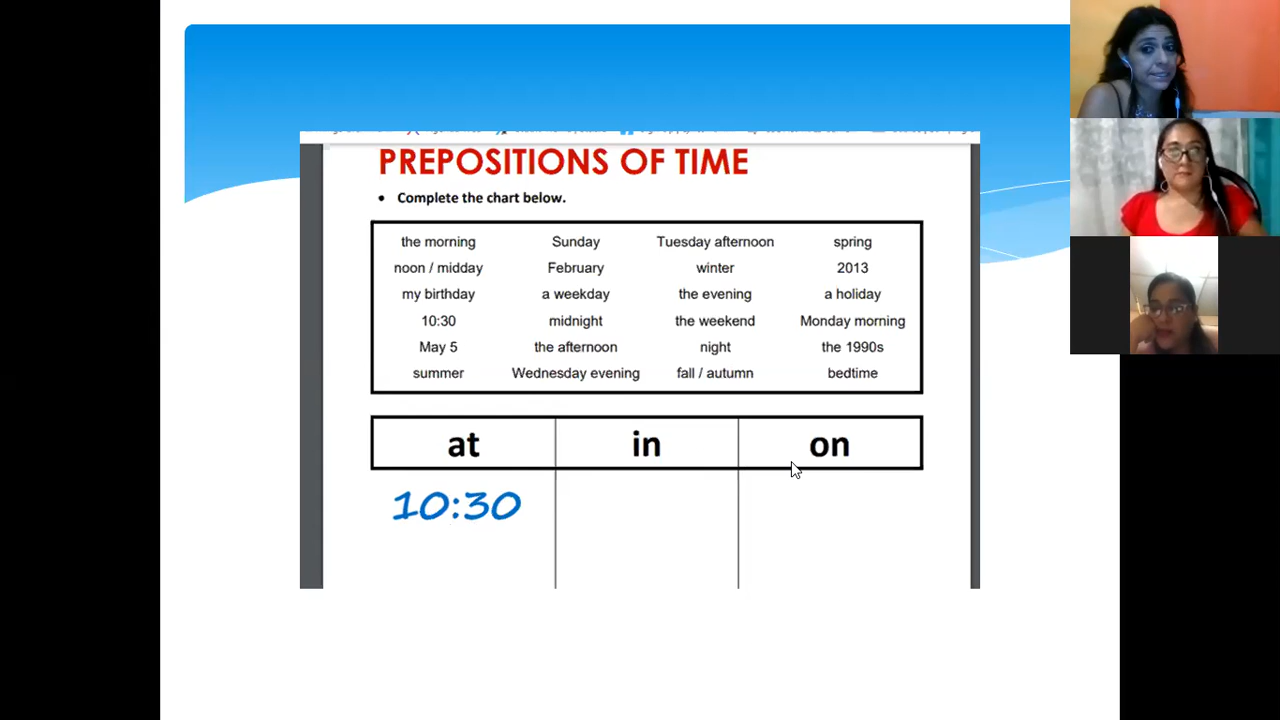 PREPOSITIONS OF TIME
• Complete the chart below.
the morning Sunday Tuesday afternoon spring
noon / midday February winter 2013
my birthday a weekday the evening a holiday
10:30 midnight the weekend Monday morning
May 5 the afternoon night the 1990s
summer Wednesday evening fall / autumn bedtime
at in on
10:30